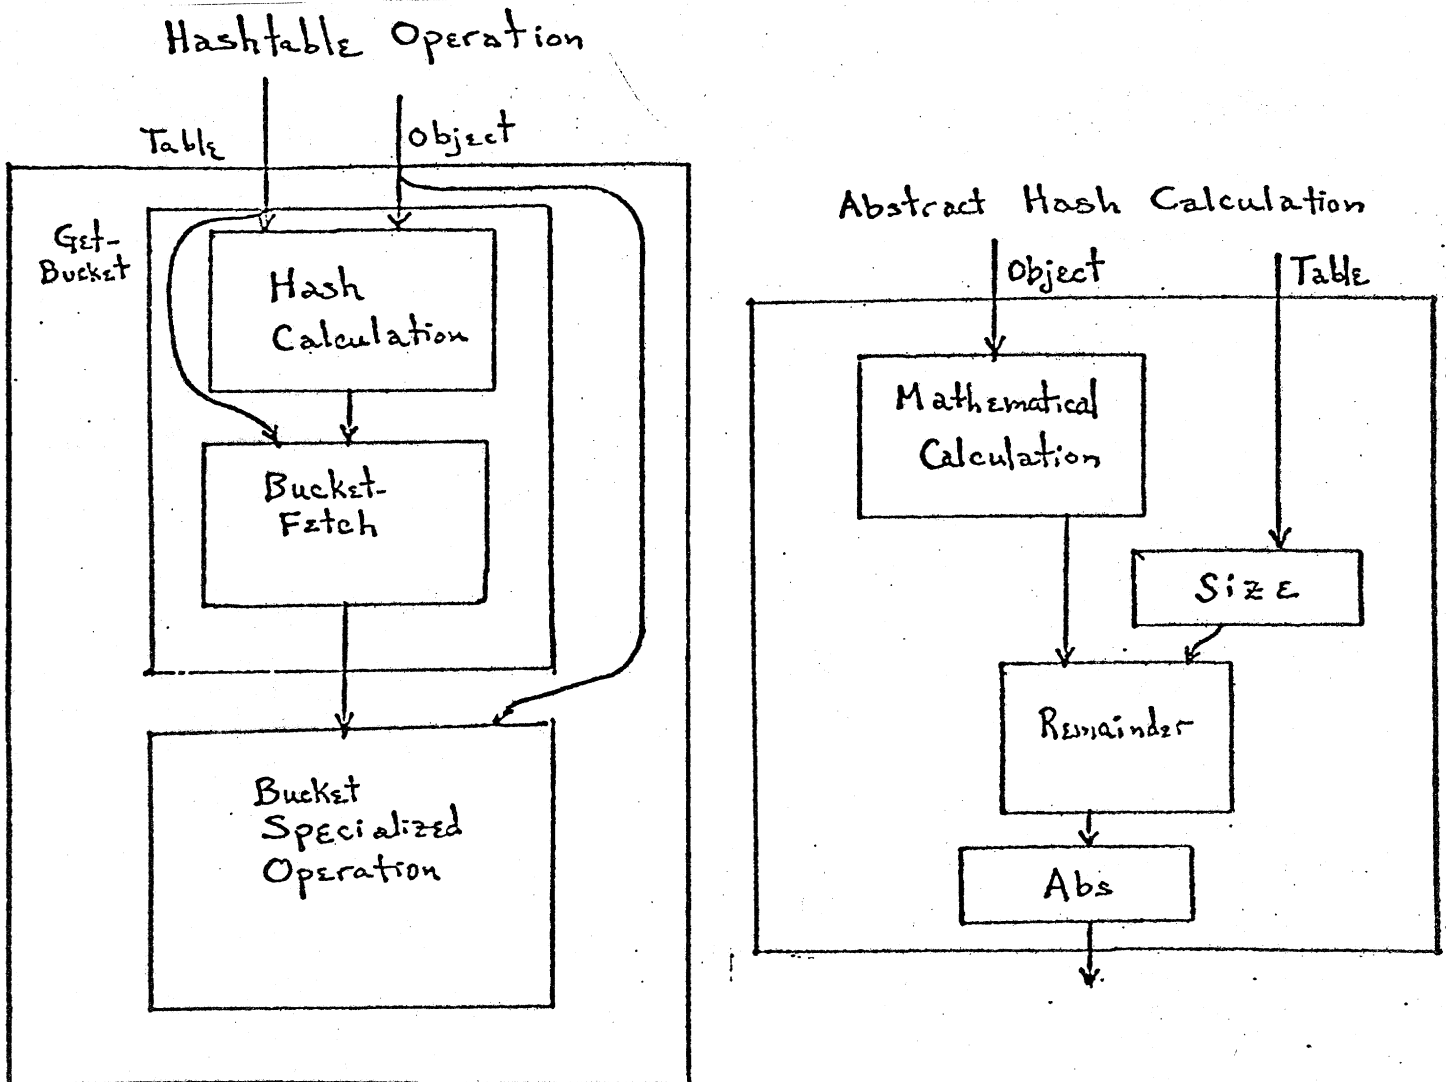 Hashtable Operation
Table
Object
Get-
Bucket
Hash
Calculation
Bucket-
Fetch
Bucket
Specialized
Operation
Abstract Hash Calculation
Object
Table
Mathematical
Calculation
Size
Remainder
Abs